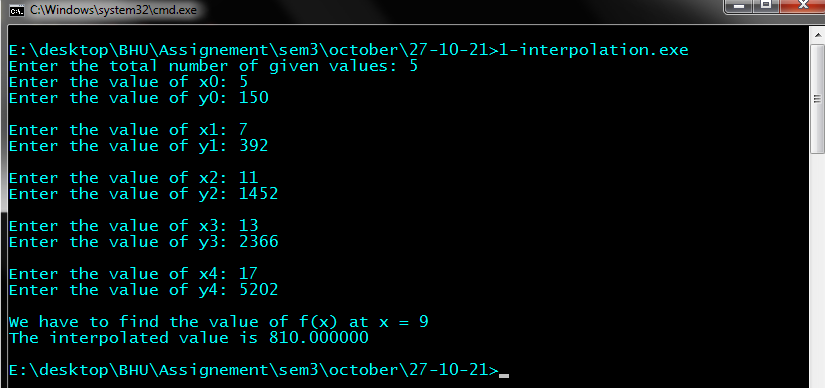 C:\Windows\system32\cmd.exe
E:\desktop\BHU\Assignement\sem3\october\27-10-21>1-interpolation.exe
Enter the total number of given values: 5
Enter the value of x0: 5
Enter the value of y0: 150
Enter the value of x1: 7
Enter the value of y1: 392
Enter the value of x2: 11
Enter the value of y2: 1452
Enter the value of x3: 13
Enter the value of y3: 2366
Enter the value of x4: 17
Enter the value of y4: 5202
We have to find the value of f(x) at x = 9
The interpolated value is 810.000000
E:\desktop\BHU\Assignement\sem3\october\27-10-21>_